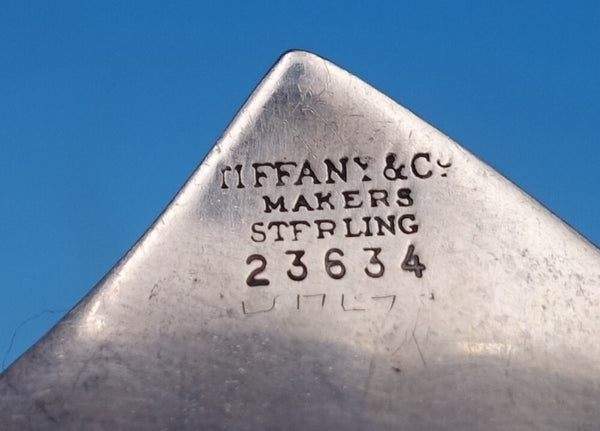 TIFFANY & Co
MAKERS
STERLING
23634